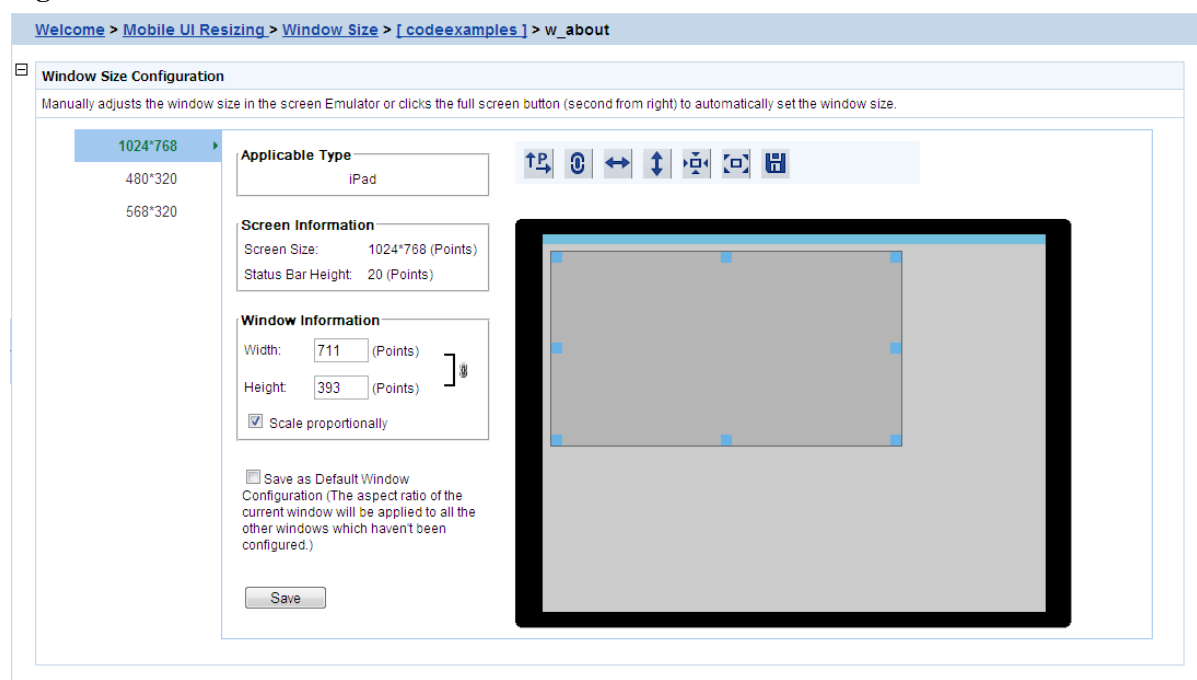 Welcome > Mobile UI Resizing > Window Size > [ codeexamples ] > w_about
Window Size Configuration
Manually adjusts the window size in the screen Emulator or clicks the full screen button (second from right) to automatically set the window size.
1024*768
480*320
568*320
Applicable Type
iPad
Screen Information
Screen Size: 1024*768 (Points)
Status Bar Height: 20 (Points)
Window Information
Width: 711 (Points)
Height: 393 (Points)
Scale proportionally
Save as Default Window
Configuration (The aspect ratio of the
current window will be applied to all the
other windows which haven't been
configured.)
Save
P